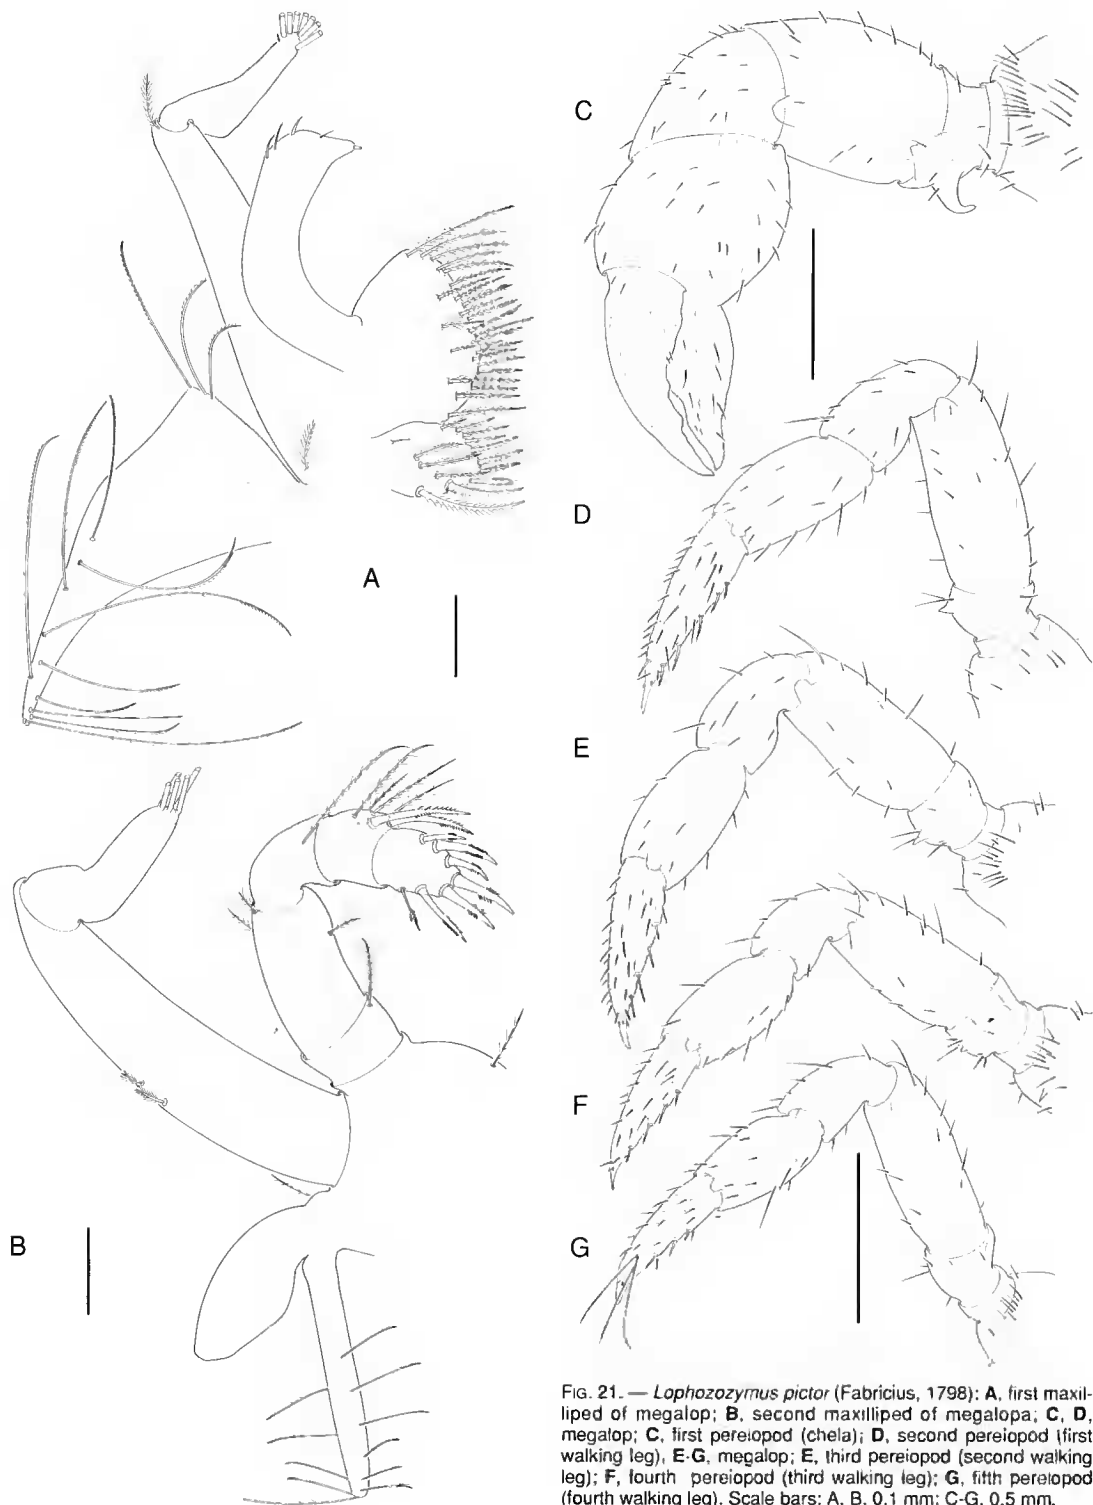 C
D
A
E
F
B
G
FIG. 21. — Lophozozymus pictor (Fabricius, 1798): A, first maxil-
liped of megalop; B, second maxilliped of megalopa; C, D,
megalop; C, first pereiopod (chela); D, second pereiopod (first
walking leg), E-G, megalop; E, third pereiopod (second walking
leg); F, fourth pereiopod (third walking leg); G, fifth pereiopod
(fourth walking leg). Scale bars: A, B, 0.1 mm; C-G, 0.5 mm.